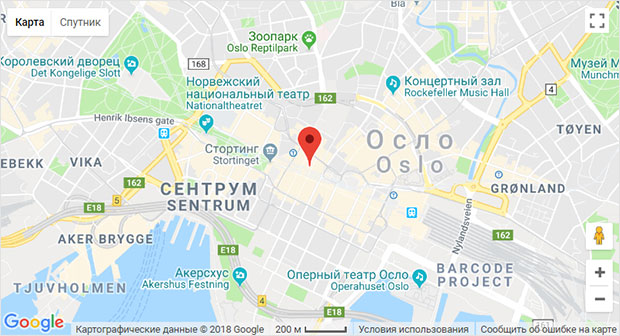 Карта
Спутник
Зоопарк
Oslo Reptilpark
Bla
Королевский дворец
Det Kongelige Slott
168
Норвежский
национальный театр
Nationaltheatret
162
Концертный зал
Rockefeller Music Hall
Музей М
Munchm
4
Henrik Ibsens gate
Стортинг
Stortinget
Осло
Oslo
TØYEN
ЕВЕКК
VIKA
162
СЕНТРУМ
SENTRUM
GRØNLAND
E18
5
AKER BRYGGE
162
Nylandsveien
Акерсхус
Akershus Festning
E18
E18
Оперный театр Осло
Operahuset Oslo
BARCODE
PROJECT
TJUVHOLMEN
Google
Картографические данные © 2018 Google
200 м
Условия использования
Сообщить об ошибке на карте